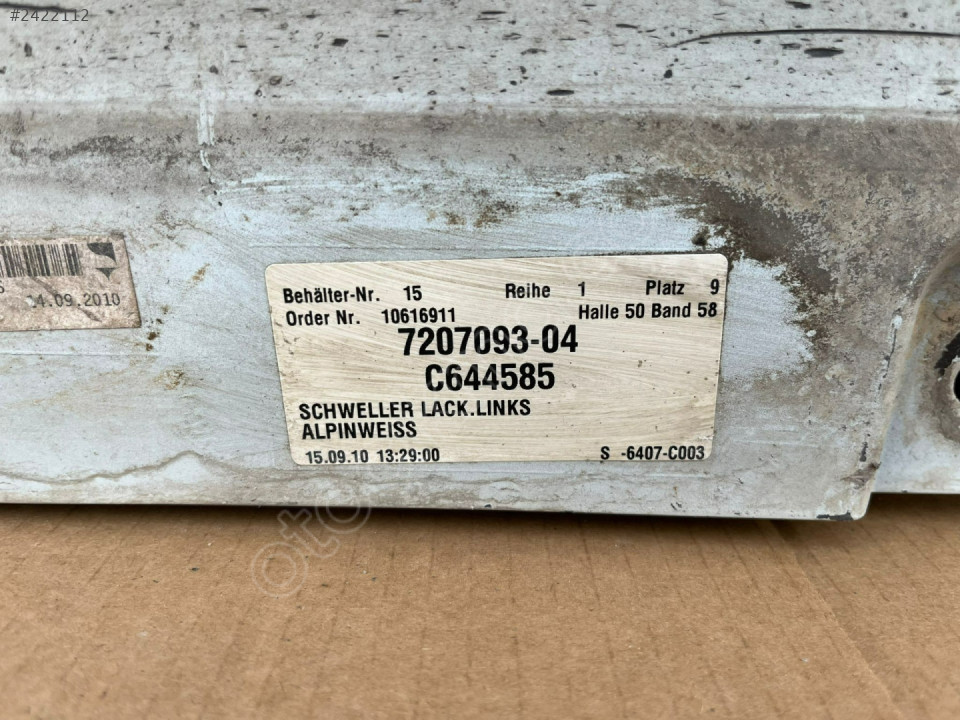 #2422112
14.09.2010
Behälter-Nr. 15 Reihe 1 Platz 9
Order Nr. 10616911 Halle 50 Band 58
7207093-04
C644585
SCHWELLER LACK.LINKS
ALPINWEISS
15.09.10 13:29:00 S -6407-C003